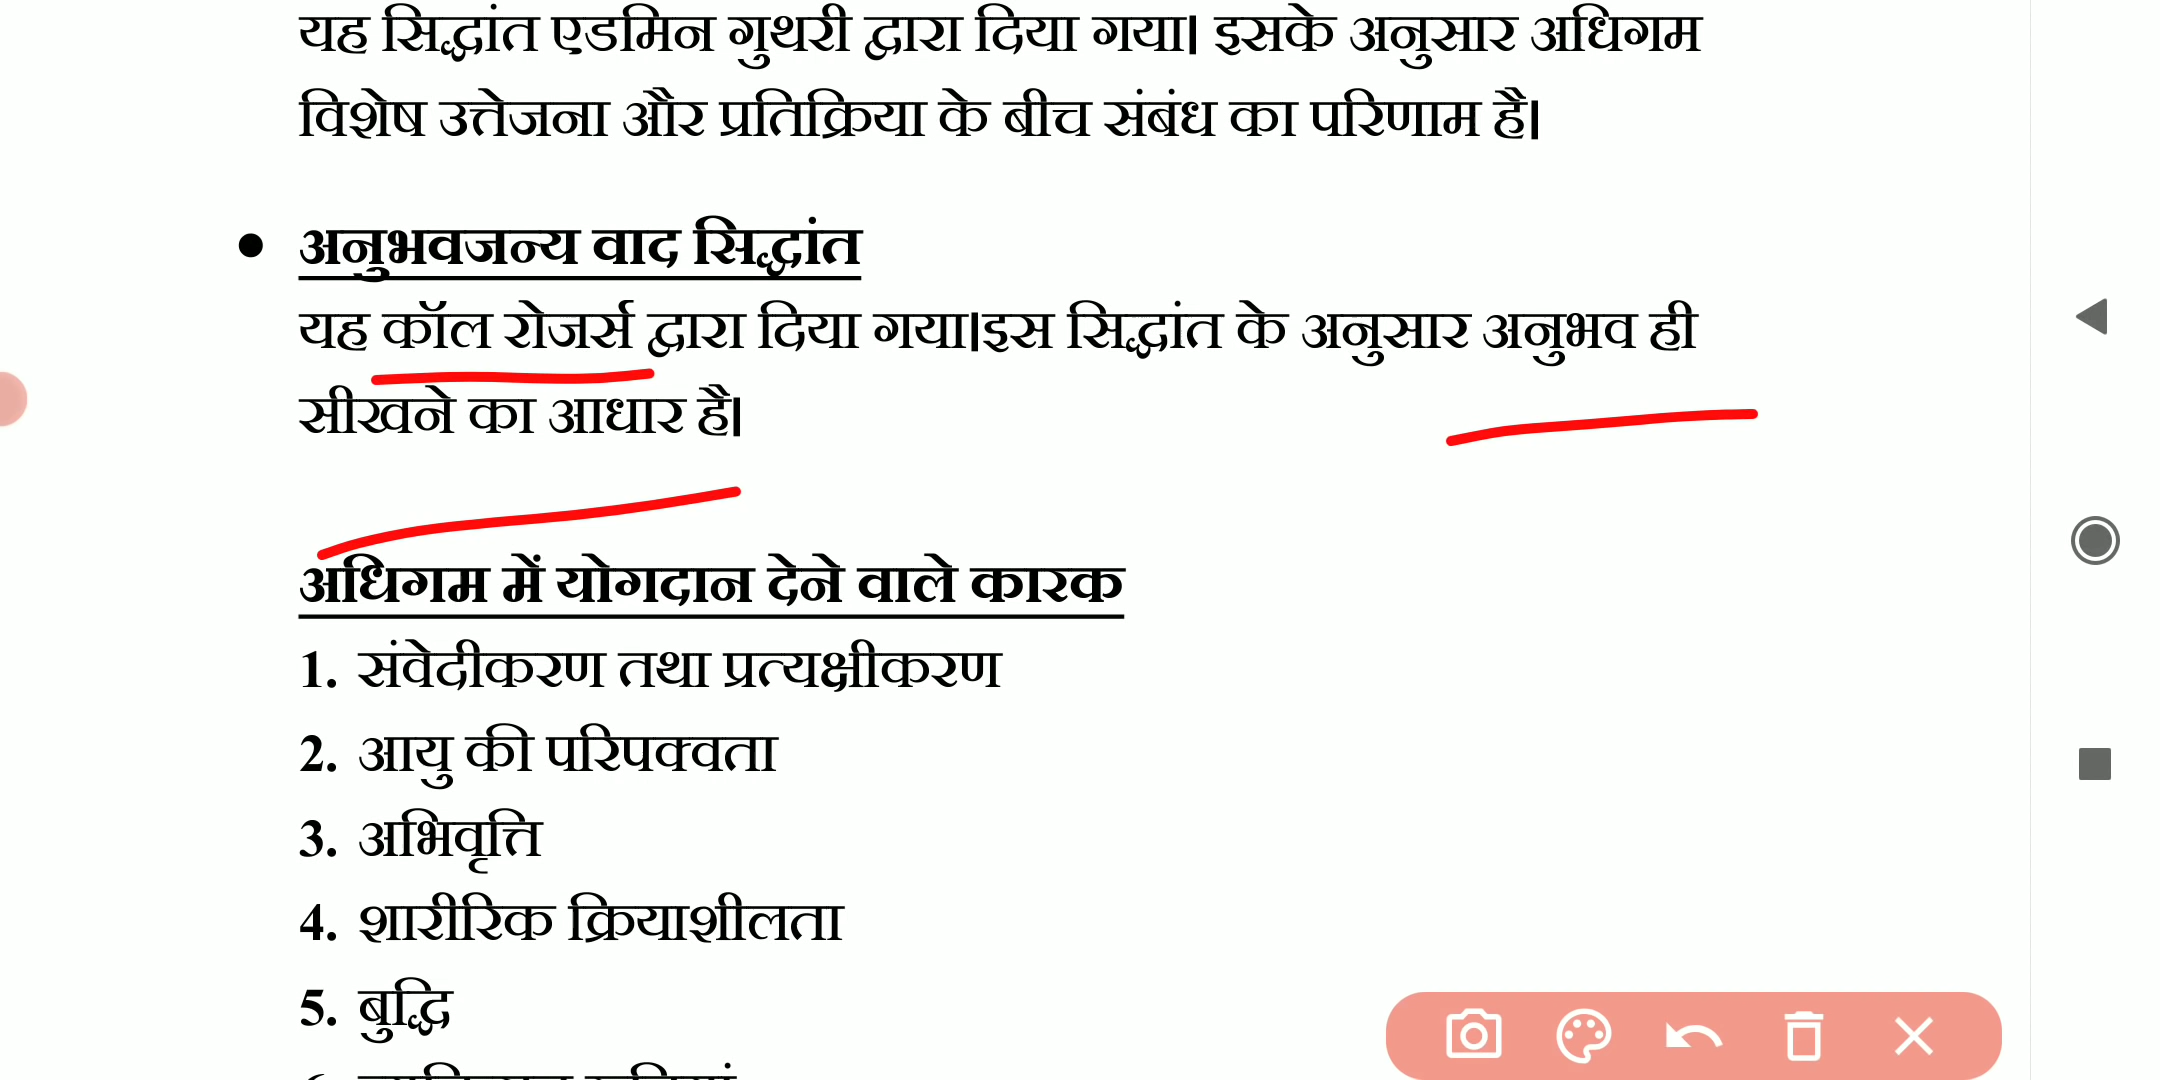 यह सिद्धांत एडमिन गुथरी द्वारा दिया गया। इसके अनुसार अधिगम
विशेष उत्तेजना और प्रतिक्रिया के बीच संबंध का परिणाम है।
● अनुभवजन्य वाद सिद्धांत
यह कॉल रोजर्स द्वारा दिया गया।इस सिद्धांत के अनुसार अनुभव ही
सीखने का आधार है।
अधिगम में योगदान देने वाले कारक
1. संवेदीकरण तथा प्रत्यक्षीकरण
2. आयु की परिपक्वता
3. अभिवृत्ति
4. शारीरिक क्रियाशीलता
5. बुद्धि